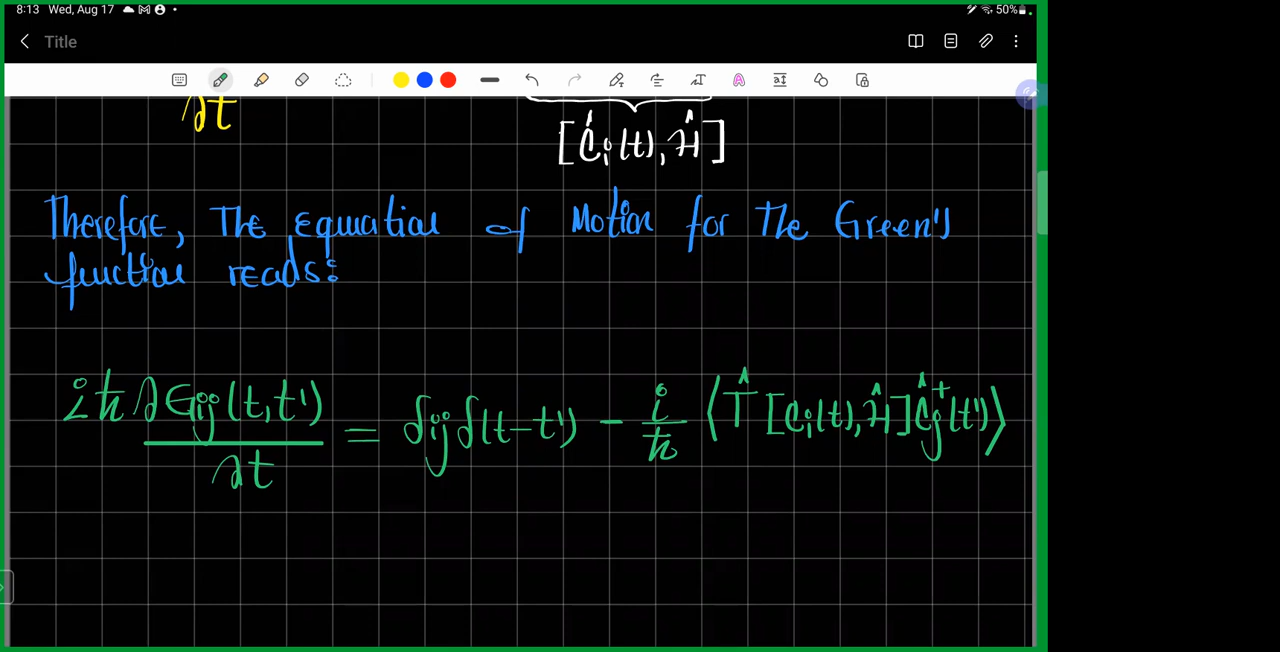 8:13 Wed, Aug 17 50%
Title
∂t
[Ĉi(t), Ĥ]
Therefore, The Equation of Motion for The Green's
function reads:
iħ ∂Gij(t,t')/∂t = δij δ(t-t') - i/ħ ⟨T̂ [Ĉi(t), Ĥ] Ĉj†(t')⟩